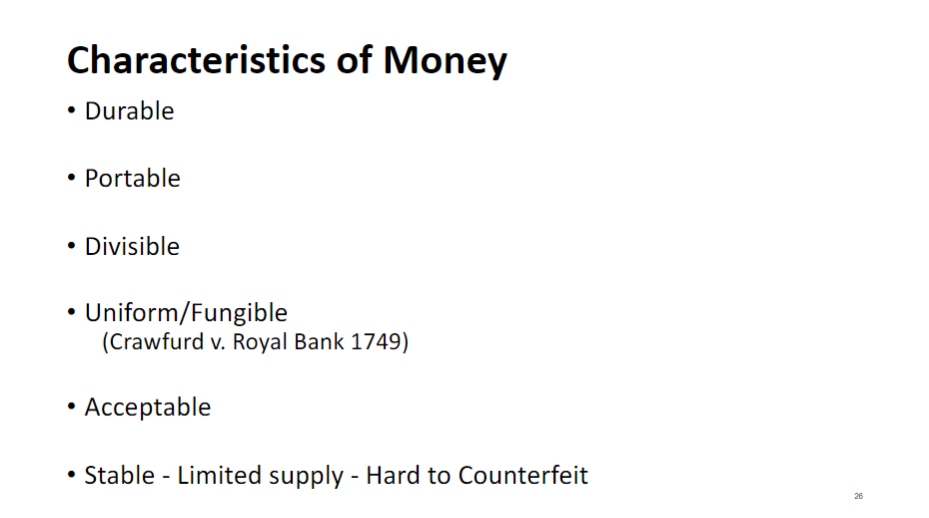 Characteristics of Money
• Durable
• Portable
• Divisible
• Uniform/Fungible
(Crawfurd v. Royal Bank 1749)
• Acceptable
• Stable - Limited supply - Hard to Counterfeit
26